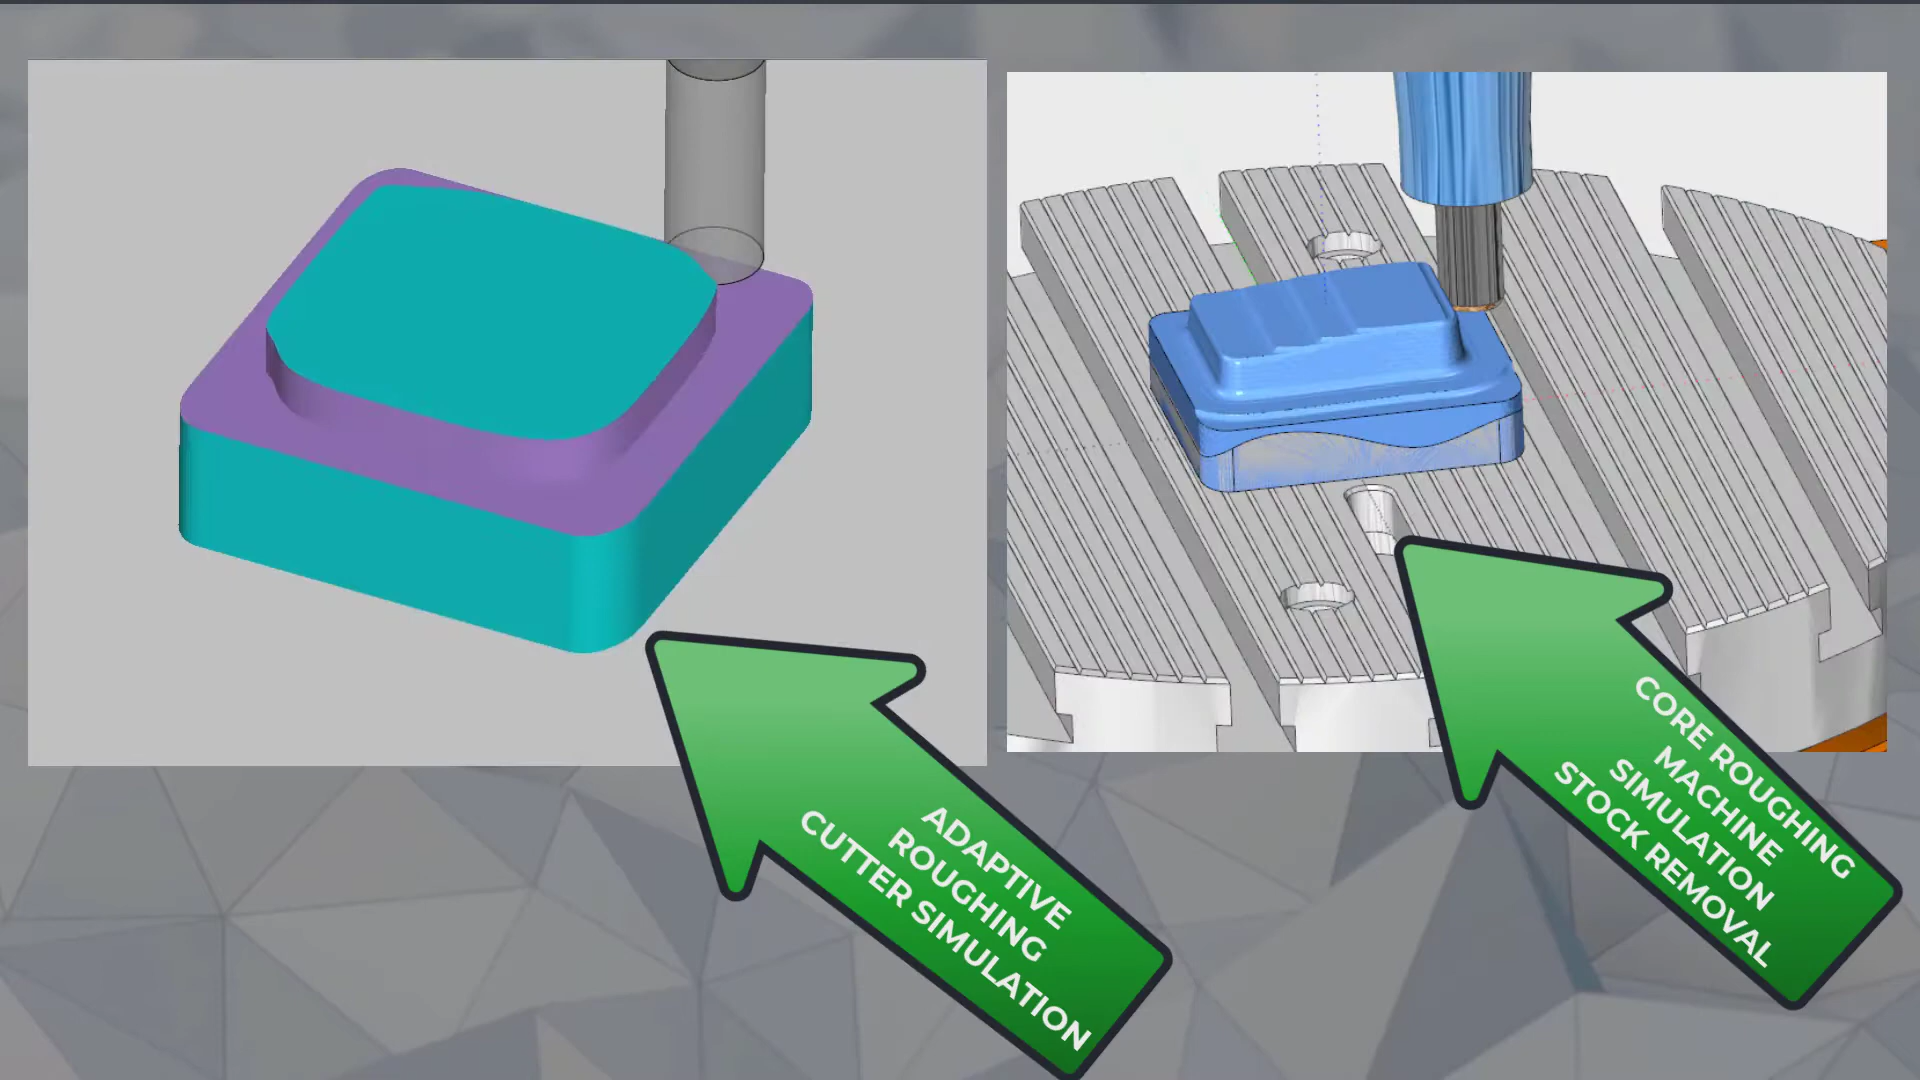 ADAPTIVE
ROUGHING
CUTTER SIMULATION
CORE ROUGHING
MACHINE
SIMULATION
STOCK REMOVAL